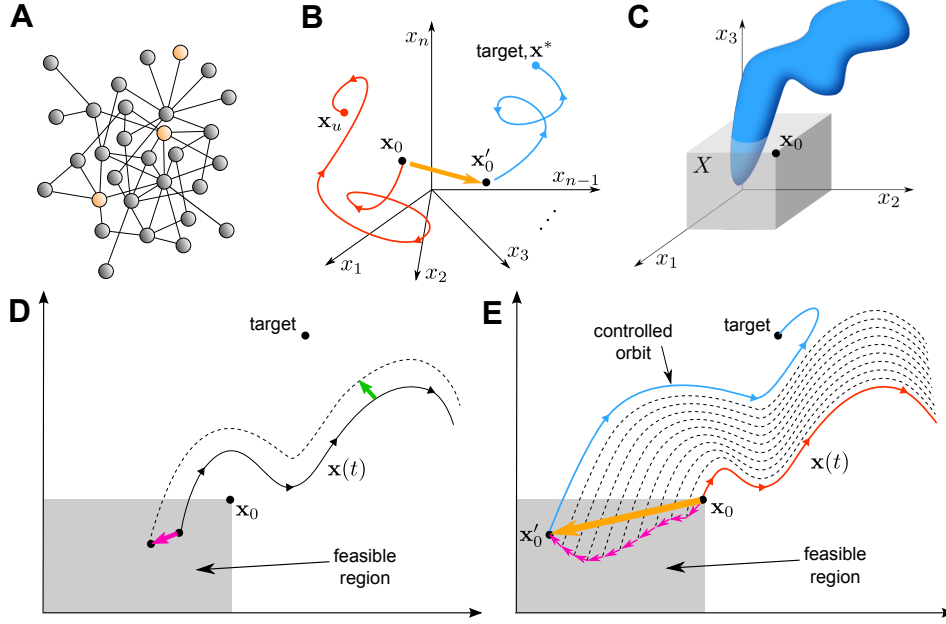 A
B
x_n
target, x*
x_u
x_0
x'_0
x_{n−1}
x_1
x_2
x_3
C
x_3
X
x_0
x_2
x_1
D
target
x(t)
x_0
feasible
region
E
controlled
orbit
target
x(t)
x_0
x'_0
feasible
region